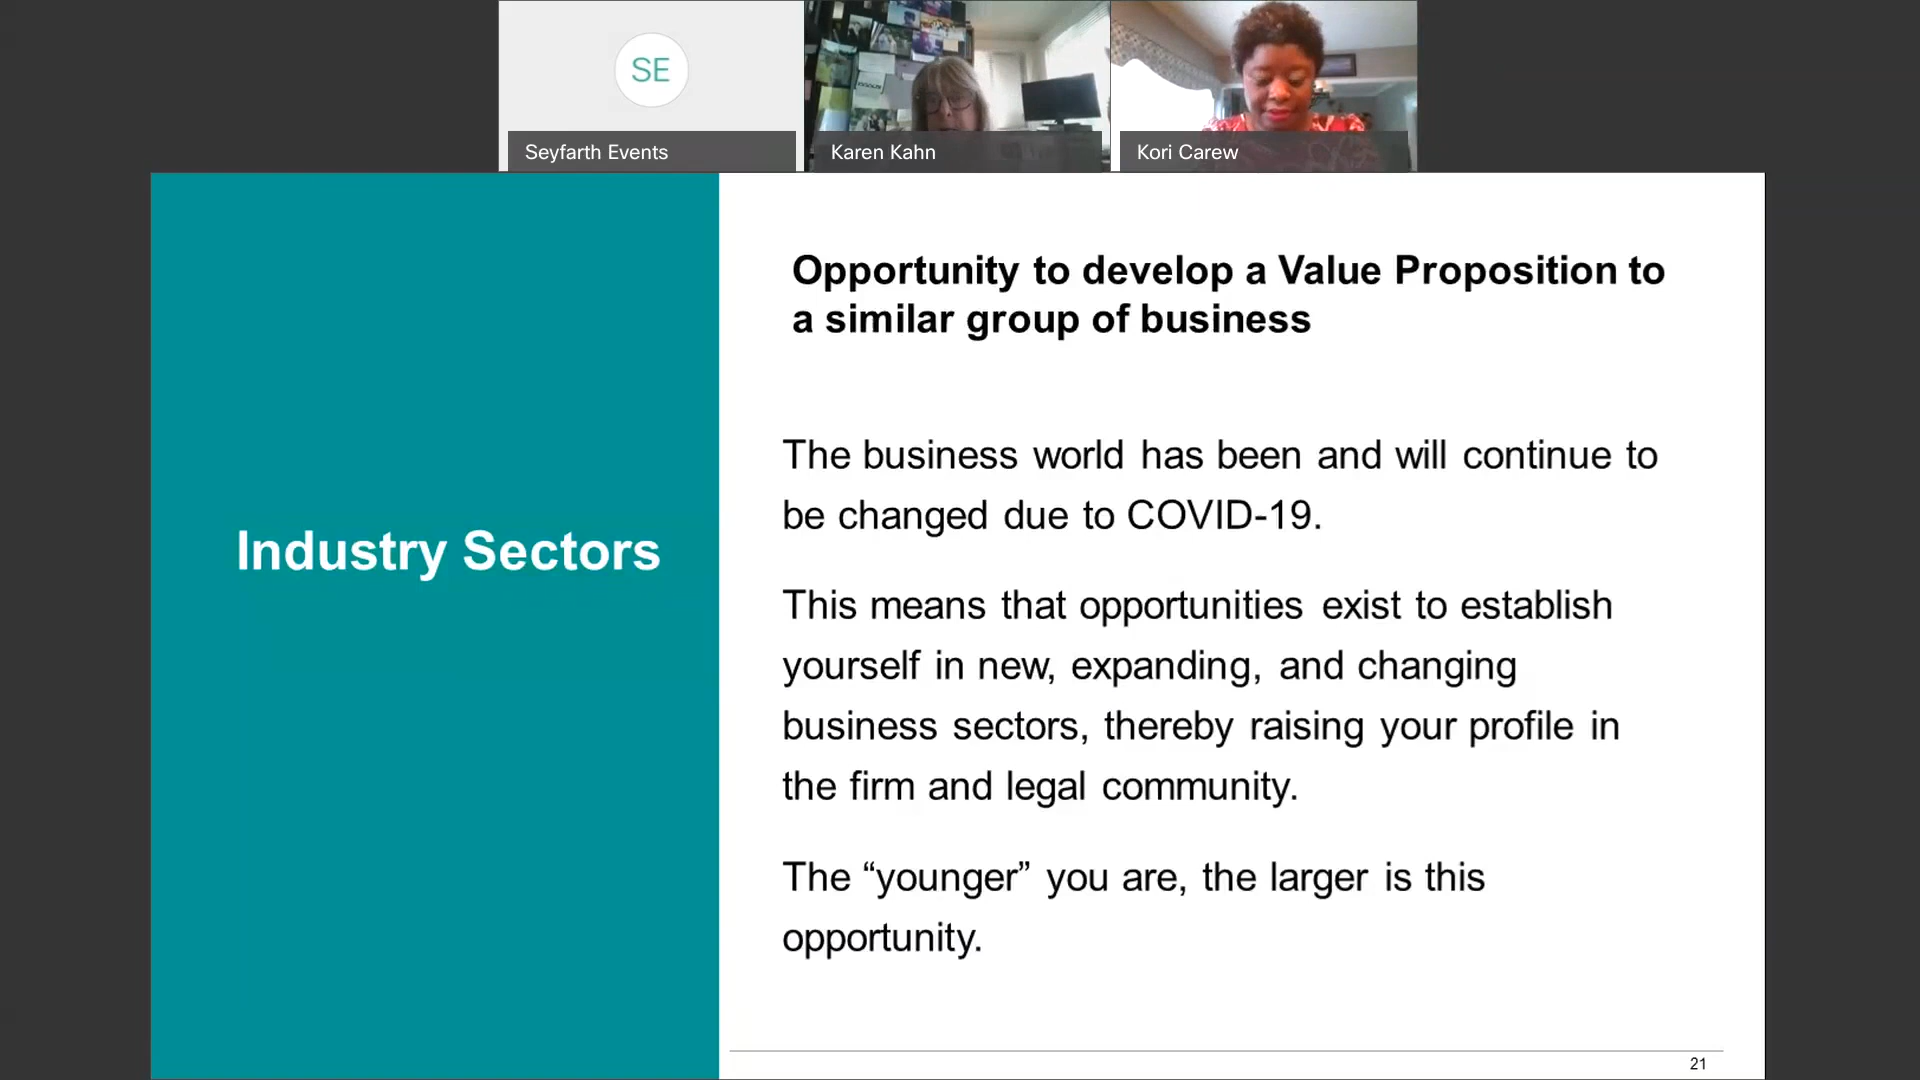 SE
Seyfarth Events
Karen Kahn
Kori Carew
Industry Sectors
Opportunity to develop a Value Proposition to
a similar group of business
The business world has been and will continue to
be changed due to COVID-19.
This means that opportunities exist to establish
yourself in new, expanding, and changing
business sectors, thereby raising your profile in
the firm and legal community.
The “younger” you are, the larger is this
opportunity.
21